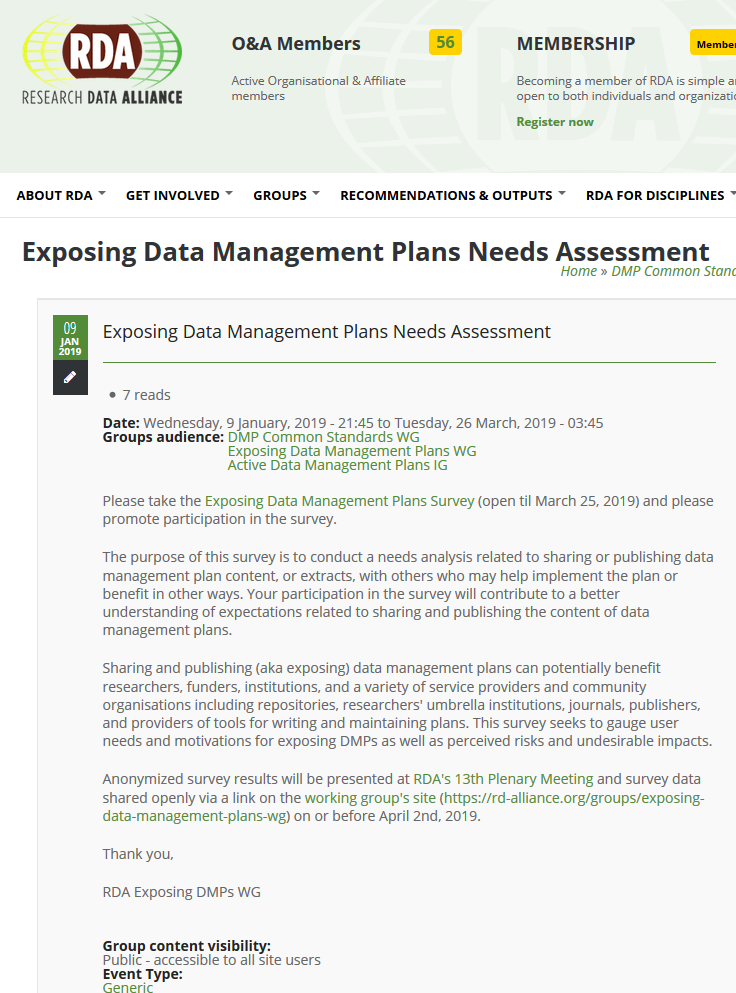 RDA
RESEARCH DATA ALLIANCE
O&A Members
56
Active Organisational & Affiliate
members
MEMBERSHIP
Member
Becoming a member of RDA is simple a
open to both individuals and organizatio
Register now
ABOUT RDA
GET INVOLVED
GROUPS
RECOMMENDATIONS & OUTPUTS
RDA FOR DISCIPLINES
Exposing Data Management Plans Needs Assessment
Home » DMP Common Stand
09
JAN
2019
Exposing Data Management Plans Needs Assessment
7 reads
Date: Wednesday, 9 January, 2019 - 21:45 to Tuesday, 26 March, 2019 - 03:45
Groups audience: DMP Common Standards WG
Exposing Data Management Plans WG
Active Data Management Plans IG
Please take the Exposing Data Management Plans Survey (open til March 25, 2019) and please
promote participation in the survey.
The purpose of this survey is to conduct a needs analysis related to sharing or publishing data
management plan content, or extracts, with others who may help implement the plan or
benefit in other ways. Your participation in the survey will contribute to a better
understanding of expectations related to sharing and publishing the content of data
management plans.
Sharing and publishing (aka exposing) data management plans can potentially benefit
researchers, funders, institutions, and a variety of service providers and community
organisations including repositories, researchers' umbrella institutions, journals, publishers,
and providers of tools for writing and maintaining plans. This survey seeks to gauge user
needs and motivations for exposing DMPs as well as perceived risks and undesirable impacts.
Anonymized survey results will be presented at RDA's 13th Plenary Meeting and survey data
shared openly via a link on the working group's site (https://rd-alliance.org/groups/exposing-
data-management-plans-wg) on or before April 2nd, 2019.
Thank you,
RDA Exposing DMPs WG
Group content visibility:
Public - accessible to all site users
Event Type:
Generic